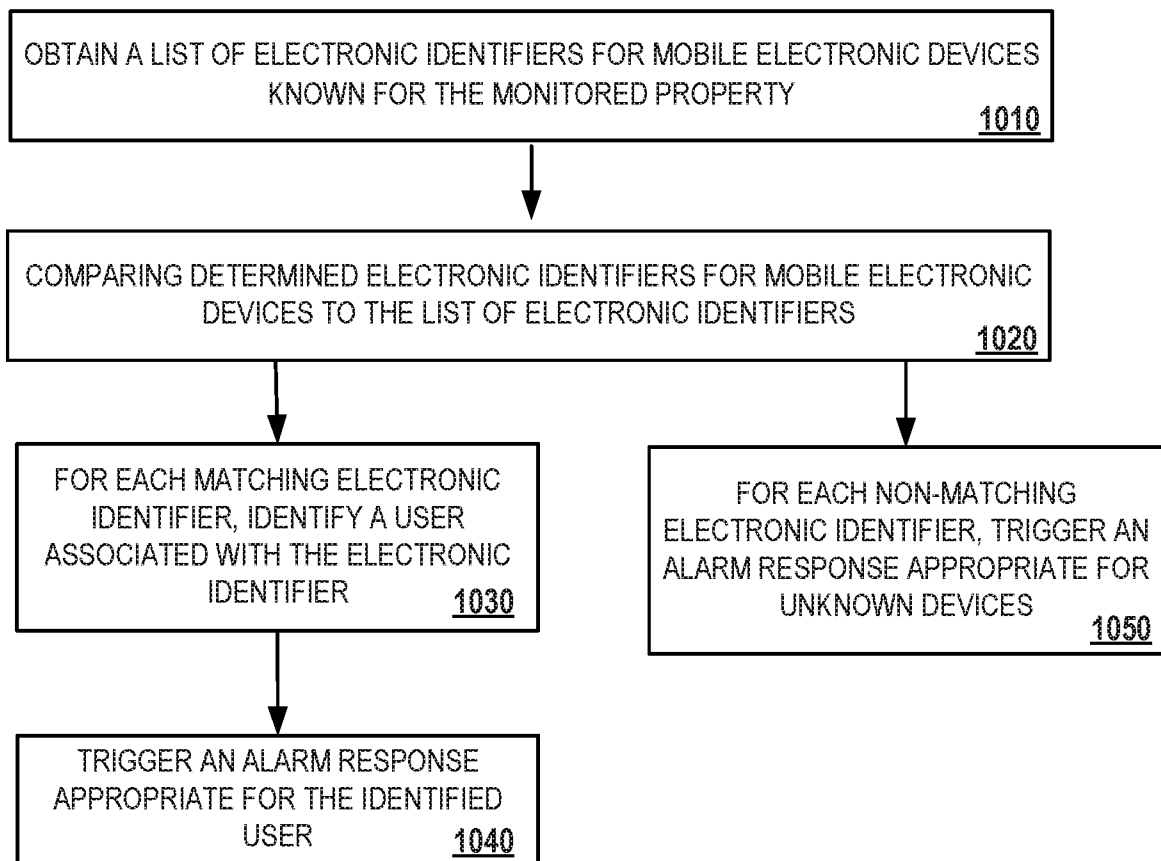 OBTAIN A LIST OF ELECTRONIC IDENTIFIERS FOR MOBILE ELECTRONIC DEVICES
KNOWN FOR THE MONITORED PROPERTY
1010
COMPARING DETERMINED ELECTRONIC IDENTIFIERS FOR MOBILE ELECTRONIC
DEVICES TO THE LIST OF ELECTRONIC IDENTIFIERS
1020
FOR EACH MATCHING ELECTRONIC
IDENTIFIER, IDENTIFY A USER
ASSOCIATED WITH THE ELECTRONIC
IDENTIFIER
1030
FOR EACH NON-MATCHING
ELECTRONIC IDENTIFIER, TRIGGER AN
ALARM RESPONSE APPROPRIATE FOR
UNKNOWN DEVICES
1050
TRIGGER AN ALARM RESPONSE
APPROPRIATE FOR THE IDENTIFIED
USER
1040